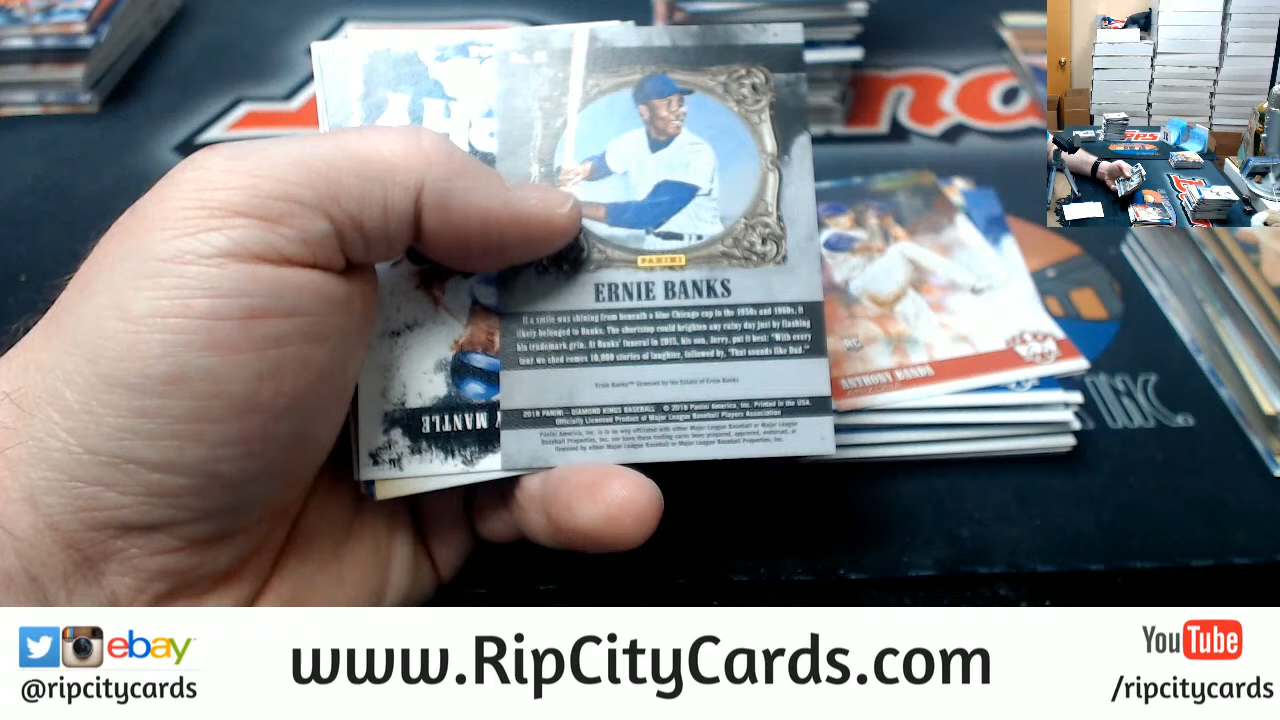 PANINI
ERNIE BANKS
If a smile was shining from beneath a blue Chicago cap in the 1950s and 1960s, it
likely belonged to Banks. The shortstop could brighten any rainy day just by flashing
his trademark grin. At Banks' funeral in 2015, his son, Jerry, put it best: "With every
tear we shed comes 10,000 stories of laughter, followed by, 'That sounds like Dad.'"
Ernie Banks™ licensed by the Estate of Ernie Banks
2018 PANINI – DIAMOND KINGS BASEBALL © 2018 Panini America, Inc. Printed in the USA.
Officially Licensed Product of Major League Baseball Players Association
Panini America, Inc. is in no way affiliated with either Major League Baseball or Major League
Baseball Properties, Inc. nor have these trading cards been prepared, approved, endorsed, or
licensed by either Major League Baseball or Major League Baseball Properties, Inc.
MANTLE
RC
ANTHONY BANDA
INC.
ebay
@ripcitycards
www.RipCityCards.com
YouTube
/ripcitycards